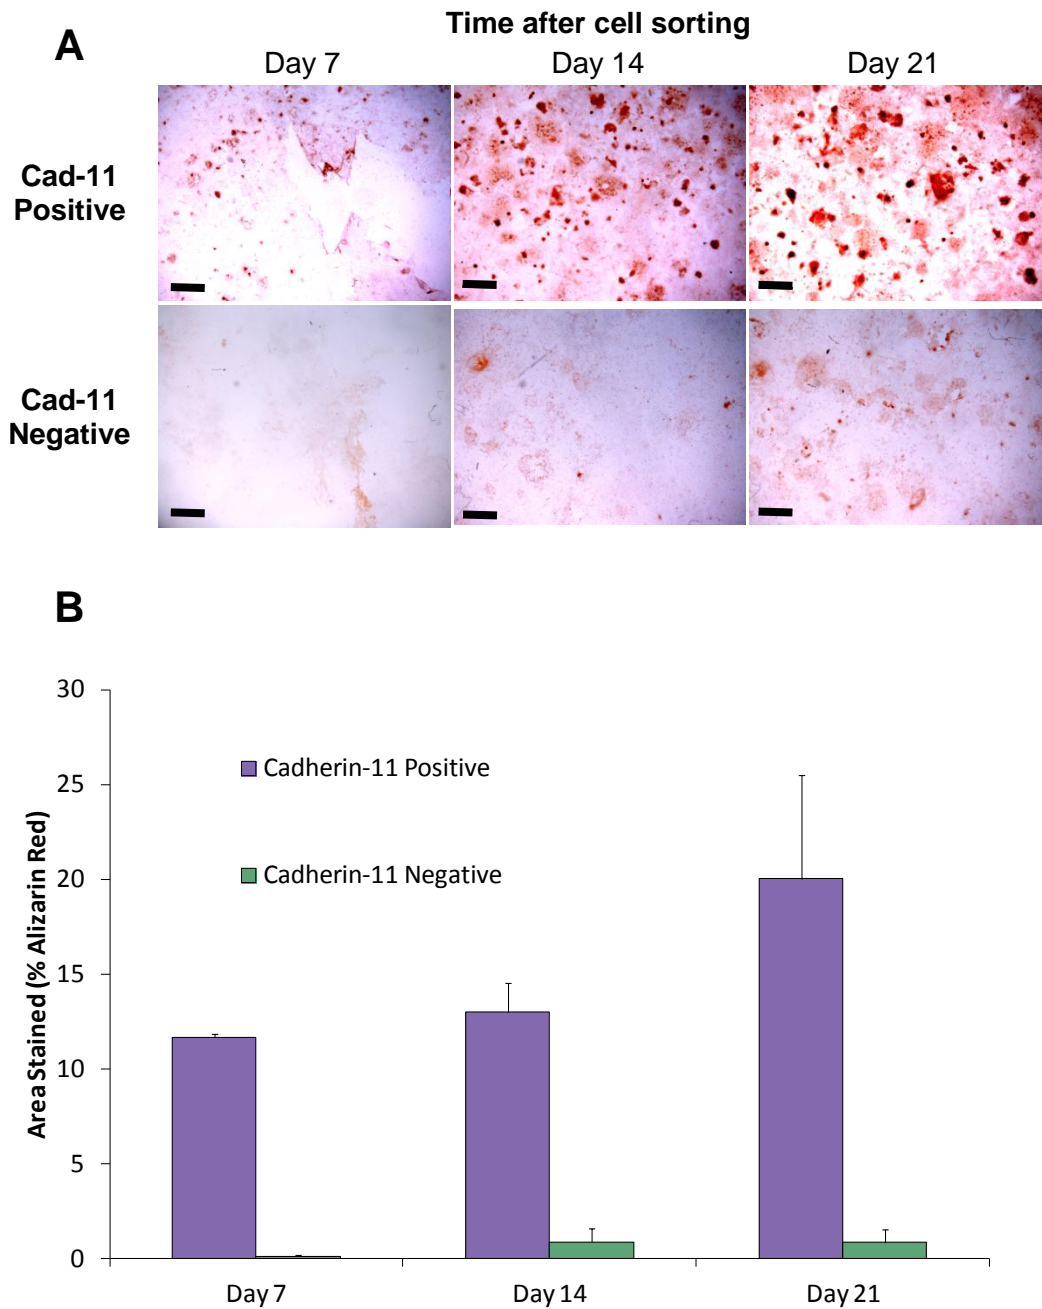 A
Time after cell sorting
Day 7
Day 14
Day 21
Cad-11
Positive
Cad-11
Negative
B
Area Stained (% Alizarin Red)
30
25
20
15
10
5
0
Cadherin-11 Positive
Cadherin-11 Negative
Day 7
Day 14
Day 21